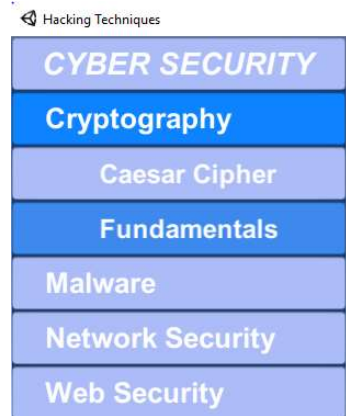 Hacking Techniques
CYBER SECURITY
Cryptography
Caesar Cipher
Fundamentals
Malware
Network Security
Web Security